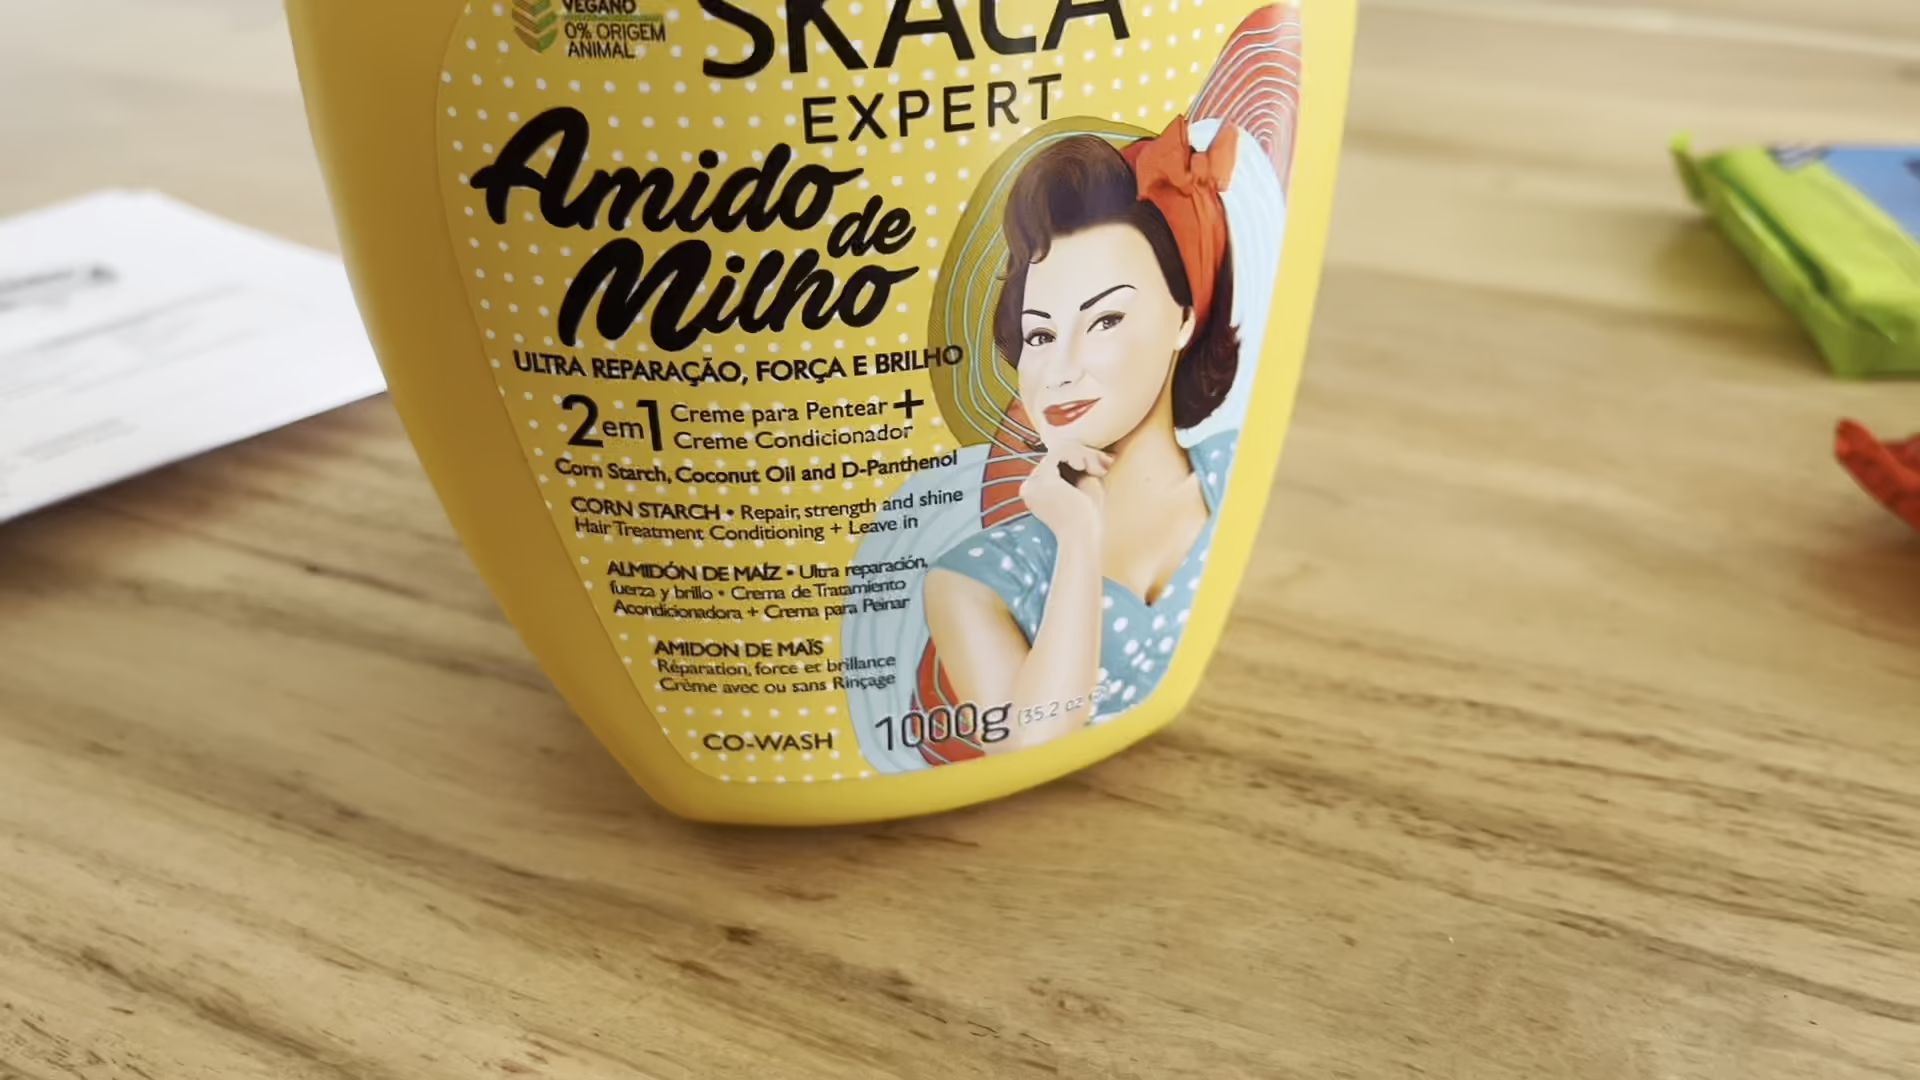 VEGANO
0% ORIGEM
ANIMAL
SKALA
EXPERT
Amido
de
Milho
ULTRA REPARAÇÃO, FORÇA E BRILHO
2em1 Creme para Pentear +
Creme Condicionador
Corn Starch, Coconut Oil and D-Panthenol
CORN STARCH • Repair, strength and shine
Hair Treatment Conditioning + Leave in
ALMIDÓN DE MAÍZ • Ultra reparación,
fuerza y brillo • Crema de Tratamiento
Acondicionadora + Crema para Peinar
AMIDON DE MAÏS
Réparation, force et brillance
Crème avec ou sans Rinçage
CO-WASH
1000g (35.2 oz